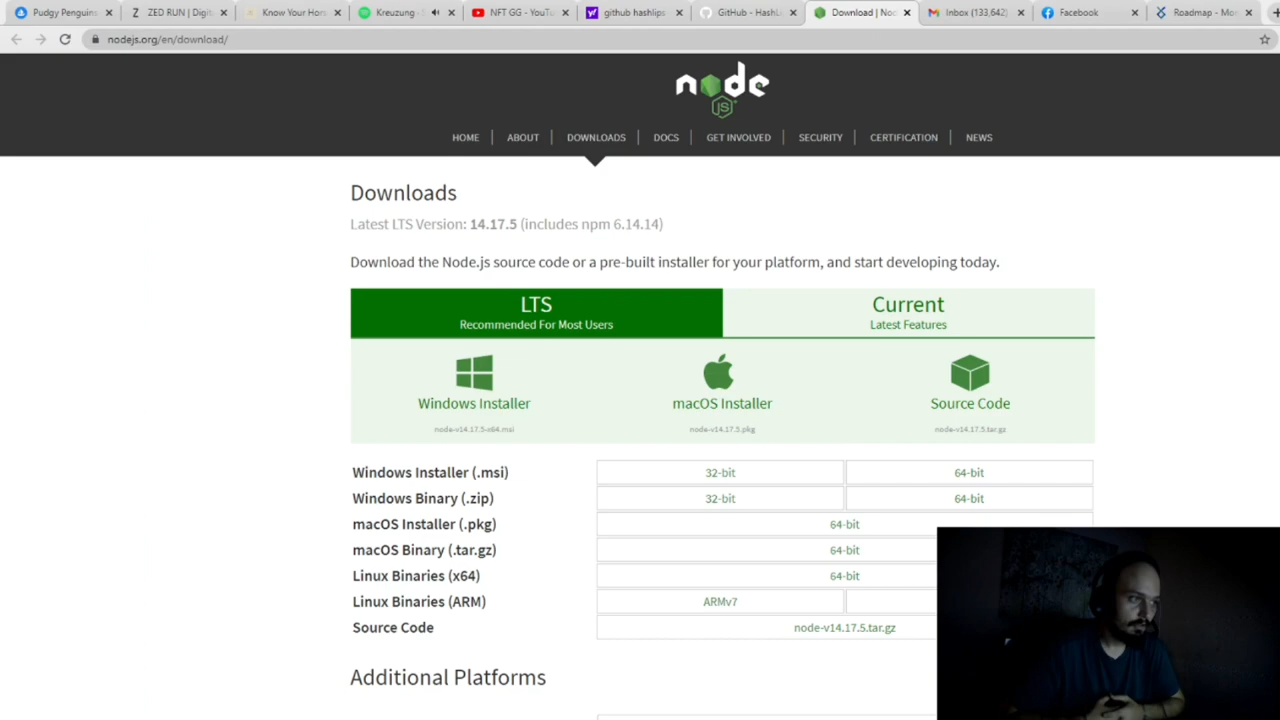 Pudgy Penguins
ZED RUN | Digit
Know Your Hors
Kreuzung -
NFT GG - YouTu
github hashlips
GitHub - HashL
Download | Nod
Inbox (133,642)
Facebook
Roadmap - Mor
nodejs.org/en/download/
node
JS
HOME
ABOUT
DOWNLOADS
DOCS
GET INVOLVED
SECURITY
CERTIFICATION
NEWS
Downloads
Latest LTS Version: 14.17.5 (includes npm 6.14.14)
Download the Node.js source code or a pre-built installer for your platform, and start developing today.
LTS
Recommended For Most Users
Current
Latest Features
Windows Installer
node-v14.17.5-x64.msi
macOS Installer
node-v14.17.5.pkg
Source Code
node-v14.17.5.tar.gz
Windows Installer (.msi) 32-bit 64-bit
Windows Binary (.zip) 32-bit 64-bit
macOS Installer (.pkg) 64-bit
macOS Binary (.tar.gz) 64-bit
Linux Binaries (x64) 64-bit
Linux Binaries (ARM) ARMv7
Source Code node-v14.17.5.tar.gz
Additional Platforms